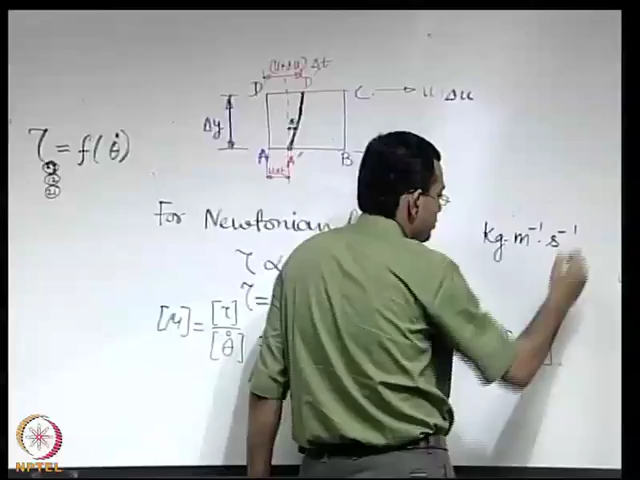 (u+Δu) Δt
D D'
C u+Δu
Δy
τ = f(θ̇)
A A' B
uΔt
For Newtonian
kg. m⁻¹. s⁻¹
τ ∝
τ =
[μ] = [τ] / [θ̇]
NPTEL